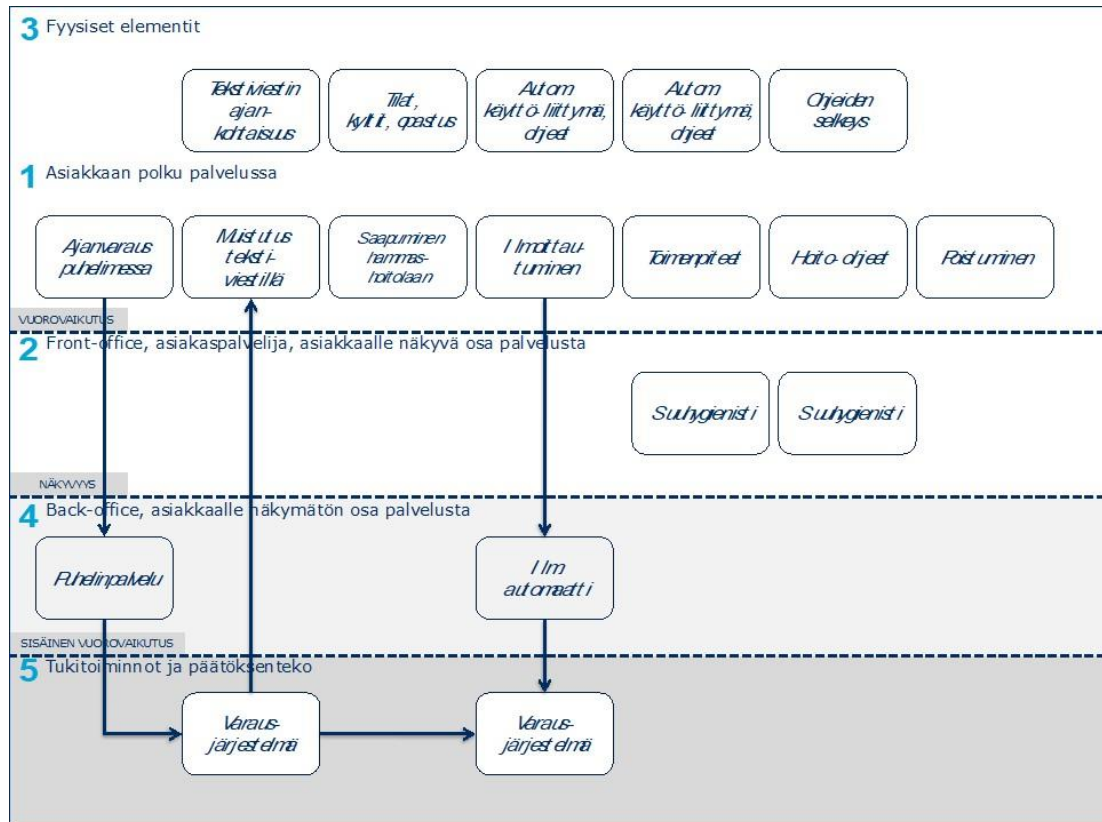 3 Fyysiset elementit
Tekstiviestin
ajan-
kohtaisuus
Tilat,
kyltit, opastus
Autom
käyttö-liittymä,
ohjeet
Autom
käyttö-liittymä,
ohjeet
Ohjeiden
selkeys
1 Asiakkaan polku palvelussa
Ajanvaraus
puhelimessa
Muistutus
teksti-
viestillä
Saapuminen
hammas-
hoitolaan
Ilmoittau-
tuminen
Toimenpiteet
Hoito-ohjeet
Poistuminen
VUOROVAIKUTUS
2 Front-office, asiakaspalvelija, asiakkaalle näkyvä osa palvelusta
Suuhygienisti
Suuhygienisti
NÄKYVYYS
4 Back-office, asiakkaalle näkymätön osa palvelusta
Puhelinpalvelu
Ilm
automaatti
SISÄINEN VUOROVAIKUTUS
5 Tukitoiminnot ja päätöksenteko
Varaus-
järjestelmä
Varaus-
järjestelmä